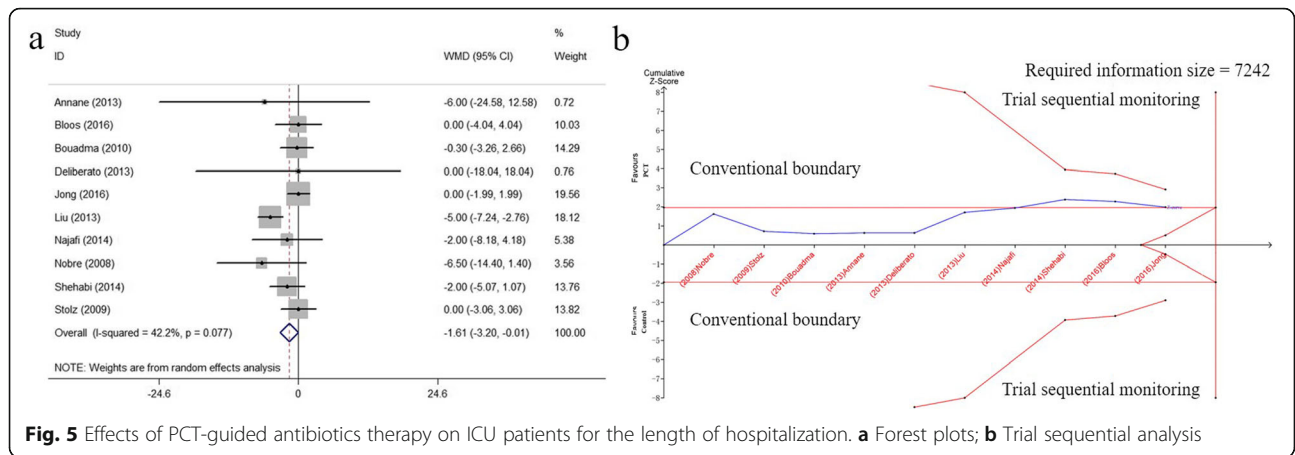 a
Study %
ID WMD (95% CI) Weight
Annane (2013) -6.00 (-24.58, 12.58) 0.72
Bloos (2016) 0.00 (-4.04, 4.04) 10.03
Bouadma (2010) -0.30 (-3.26, 2.66) 14.29
Deliberato (2013) 0.00 (-18.04, 18.04) 0.76
Jong (2016) 0.00 (-1.99, 1.99) 19.56
Liu (2013) -5.00 (-7.24, -2.76) 18.12
Najafi (2014) -2.00 (-8.18, 4.18) 5.38
Nobre (2008) -6.50 (-14.40, 1.40) 3.56
Shehabi (2014) -2.00 (-5.07, 1.07) 13.76
Stolz (2009) 0.00 (-3.06, 3.06) 13.82
Overall (I-squared = 42.2%, p = 0.077) -1.61 (-3.20, -0.01) 100.00
NOTE: Weights are from random effects analysis
-24.6 0 24.6
b
Cumulative
Z-Score
Required information size = 7242
Trial sequential monitoring
Conventional boundary
Favours
PCT
8
7
6
5
4
3
2
1
(2008)Nobre
(2009)Stolz
(2010)Bouadma
(2013)Annane
(2013)Deliberato
(2013)Liu
(2014)Najafi
(2014)Shehabi
(2016)Bloos
(2016)Jong
-1
-2
-3
-4
-5
-6
-7
-8
Favours
Control
Conventional boundary
Trial sequential monitoring
Fig. 5 Effects of PCT-guided antibiotics therapy on ICU patients for the length of hospitalization. a Forest plots; b Trial sequential analysis